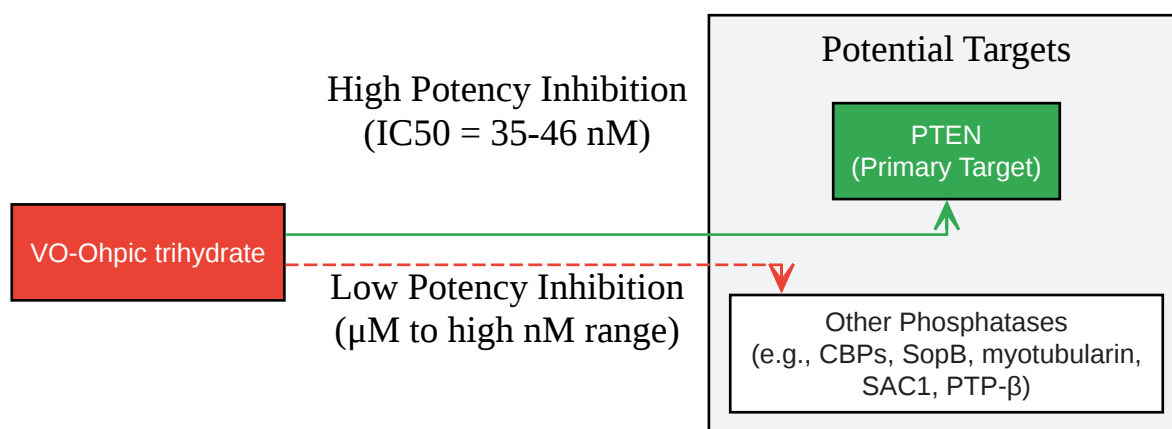 Potential Targets
High Potency Inhibition
(IC50 = 35-46 nM)
PTEN
(Primary Target)
VO-Ohpic trihydrate
Low Potency Inhibition
(μM to high nM range)
Other Phosphatases
(e.g., CBPs, SopB, myotubularin,
SAC1, PTP-β)